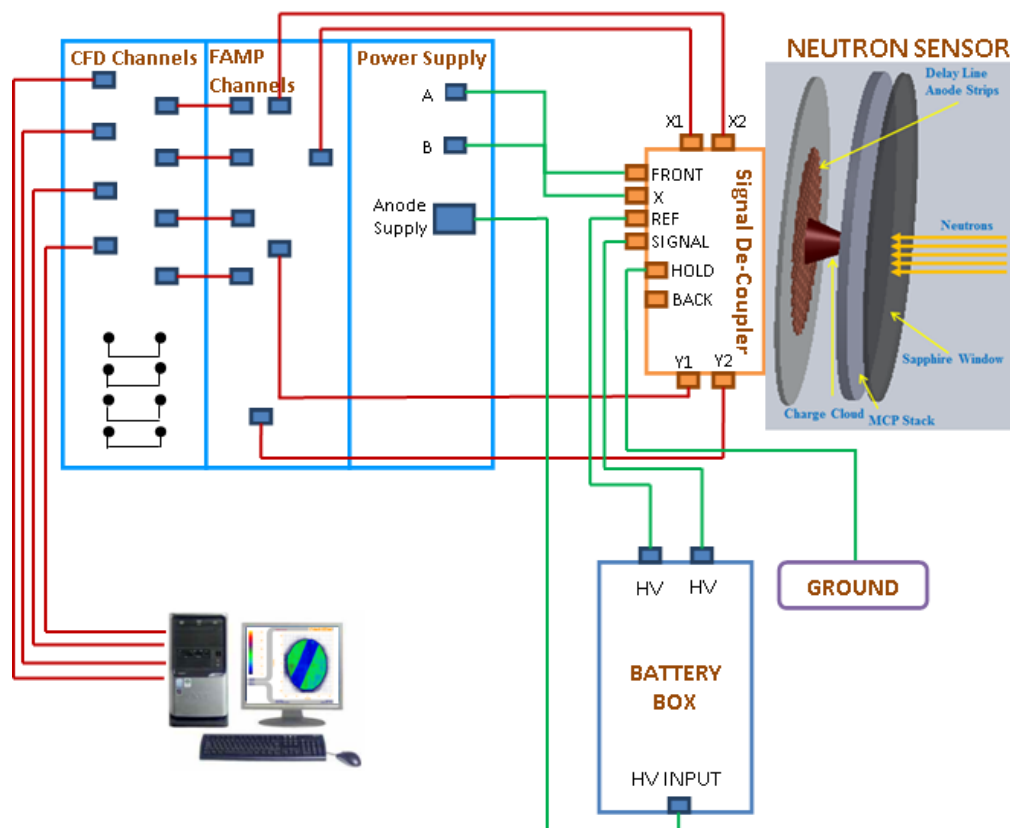 CFD Channels
FAMP
Channels
Power Supply
A
B
Anode
Supply
X1
X2
FRONT
X
REF
SIGNAL
HOLD
BACK
Y1
Y2
Signal De-Coupler
NEUTRON SENSOR
Delay Line
Anode Strips
Neutrons
Sapphire Window
Charge Cloud
MCP Stack
HV
HV
BATTERY
BOX
HV INPUT
GROUND